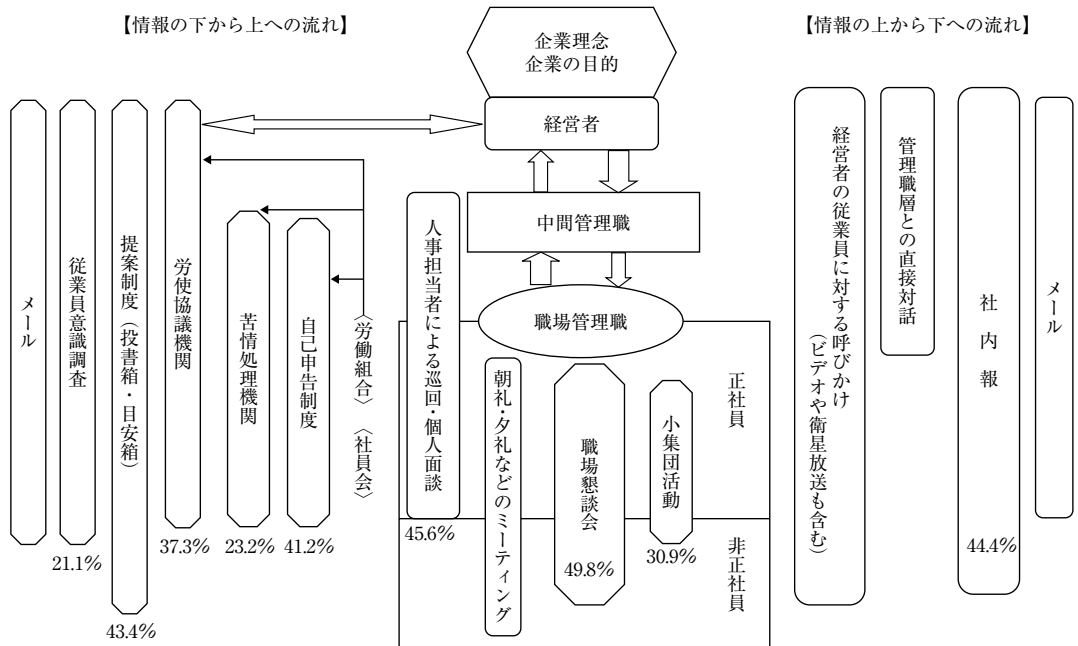 【情報の下から上への流れ】
【情報の上から下への流れ】
企業理念
企業の目的
経営者
中間管理職
職場管理職
メール
従業員意識調査
21.1%
提案制度（投書箱・目安箱）
43.4%
労使協議機関
37.3%
苦情処理機関
23.2%
自己申告制度
41.2%
〈労働組合〉〈社員会〉
人事担当者による巡回・個人面談
45.6%
朝礼・夕礼などのミーティング
職場懇談会
49.8%
小集団活動
30.9%
正社員
非正社員
経営者の従業員に対する呼びかけ
（ビデオや衛星放送も含む）
管理職層との直接対話
社内報
44.4%
メール